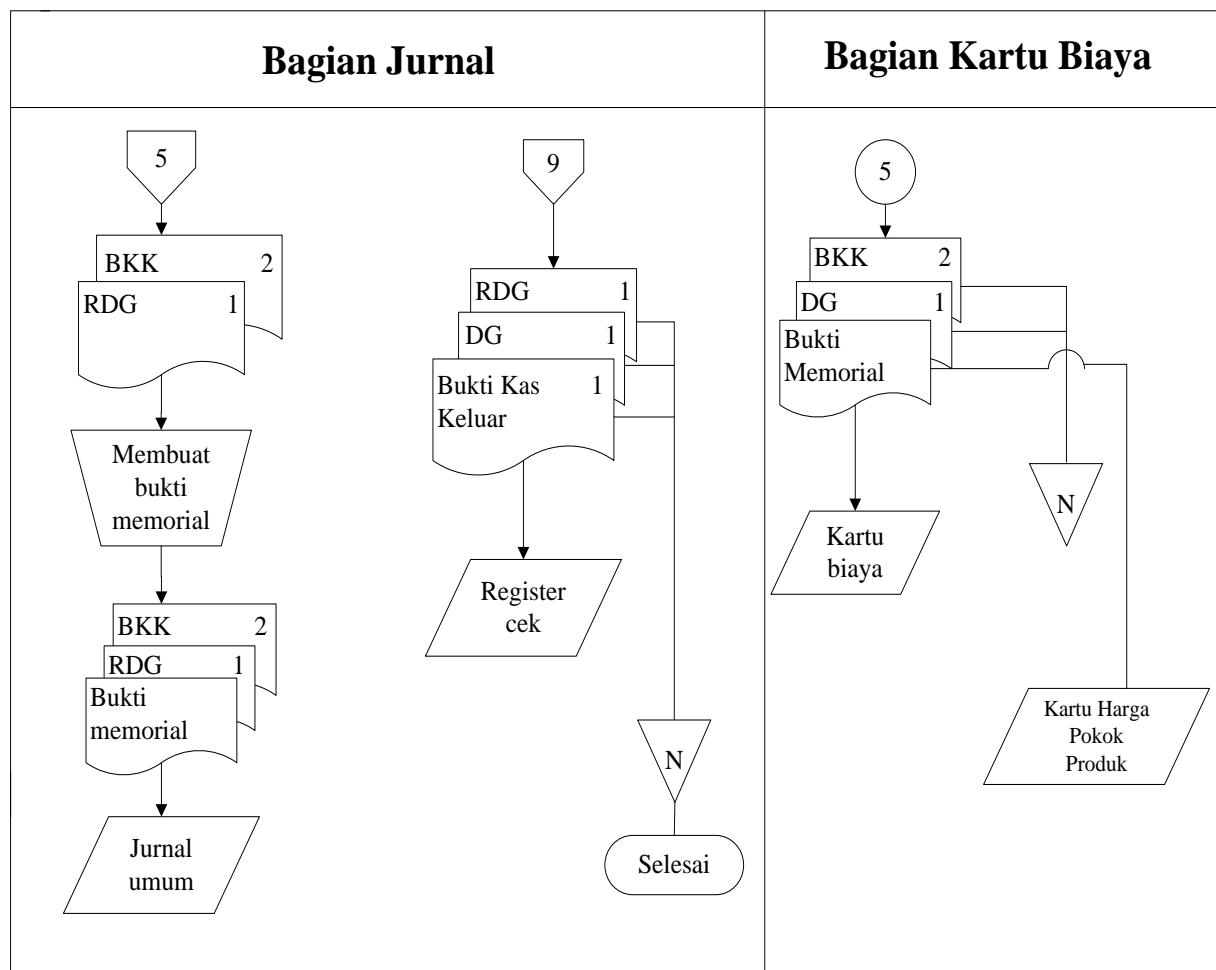 Bagian Jurnal
Bagian Kartu Biaya
5
BKK 2
RDG 1
Membuat
bukti
memorial
BKK 2
RDG 1
Bukti
memorial
Jurnal
umum
9
RDG 1
DG 1
Bukti Kas 1
Keluar
Register
cek
N
Selesai
5
BKK 2
DG 1
Bukti
Memorial
Kartu
biaya
N
Kartu Harga
Pokok
Produk